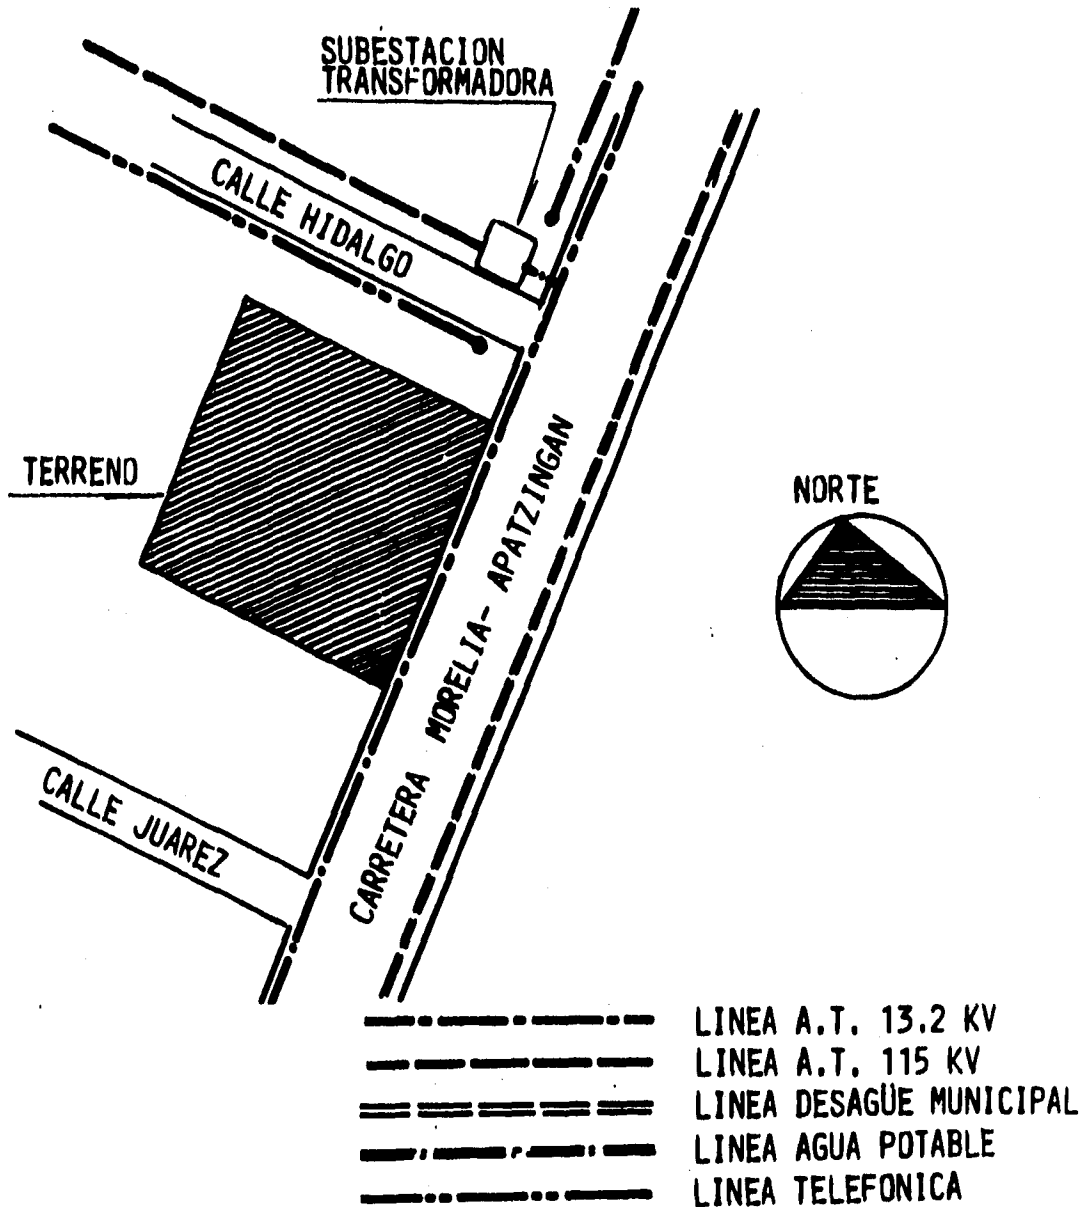 SUBESTACION
TRANSFORMADORA
CALLE HIDALGO
TERRENO
CARRETERA MORELIA- APATZINGAN
NORTE
CALLE JUAREZ
LINEA A.T. 13.2 KV
LINEA A.T. 115 KV
LINEA DESAGÜE MUNICIPAL
LINEA AGUA POTABLE
LINEA TELEFONICA